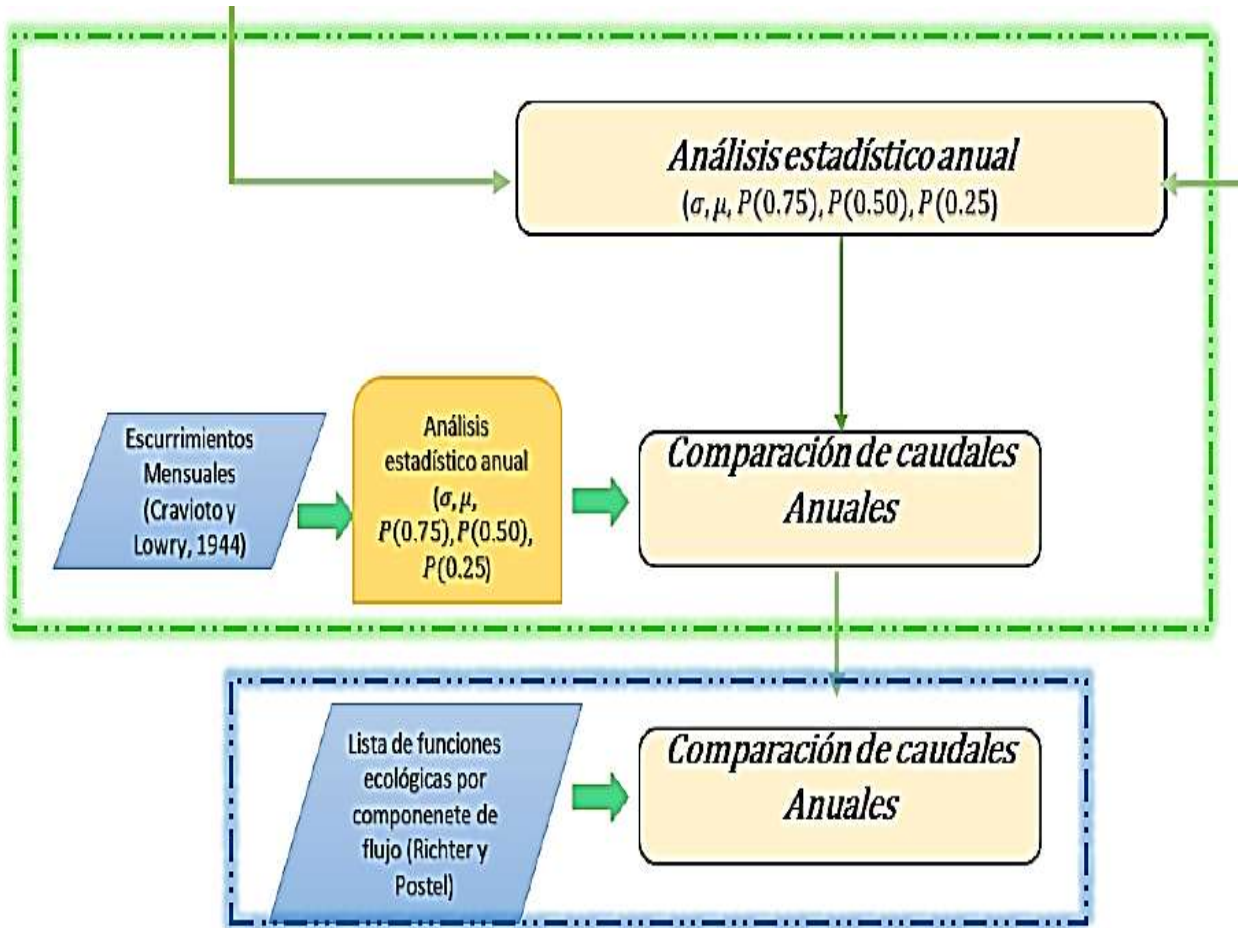 Análisis estadístico anual
(σ, μ, P(0.75), P(0.50), P(0.25)
Escurrimientos
Mensuales
(Cravioto y
Lowry, 1944)
Análisis
estadístico anual
(σ, μ,
P(0.75), P(0.50),
P(0.25)
Comparación de caudales
Anuales
Lista de funciones
ecológicas por
componenete de
flujo (Richter y
Postel)
Comparación de caudales
Anuales